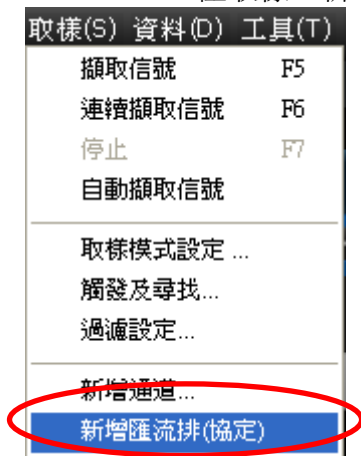 取樣(S) 資料(D) 工具(T)
擷取信號 F5
連續擷取信號 F6
停止 F7
自動擷取信號
取樣模式設定 ...
觸發及尋找...
過濾設定...
新增通道...
新增匯流排(協定)